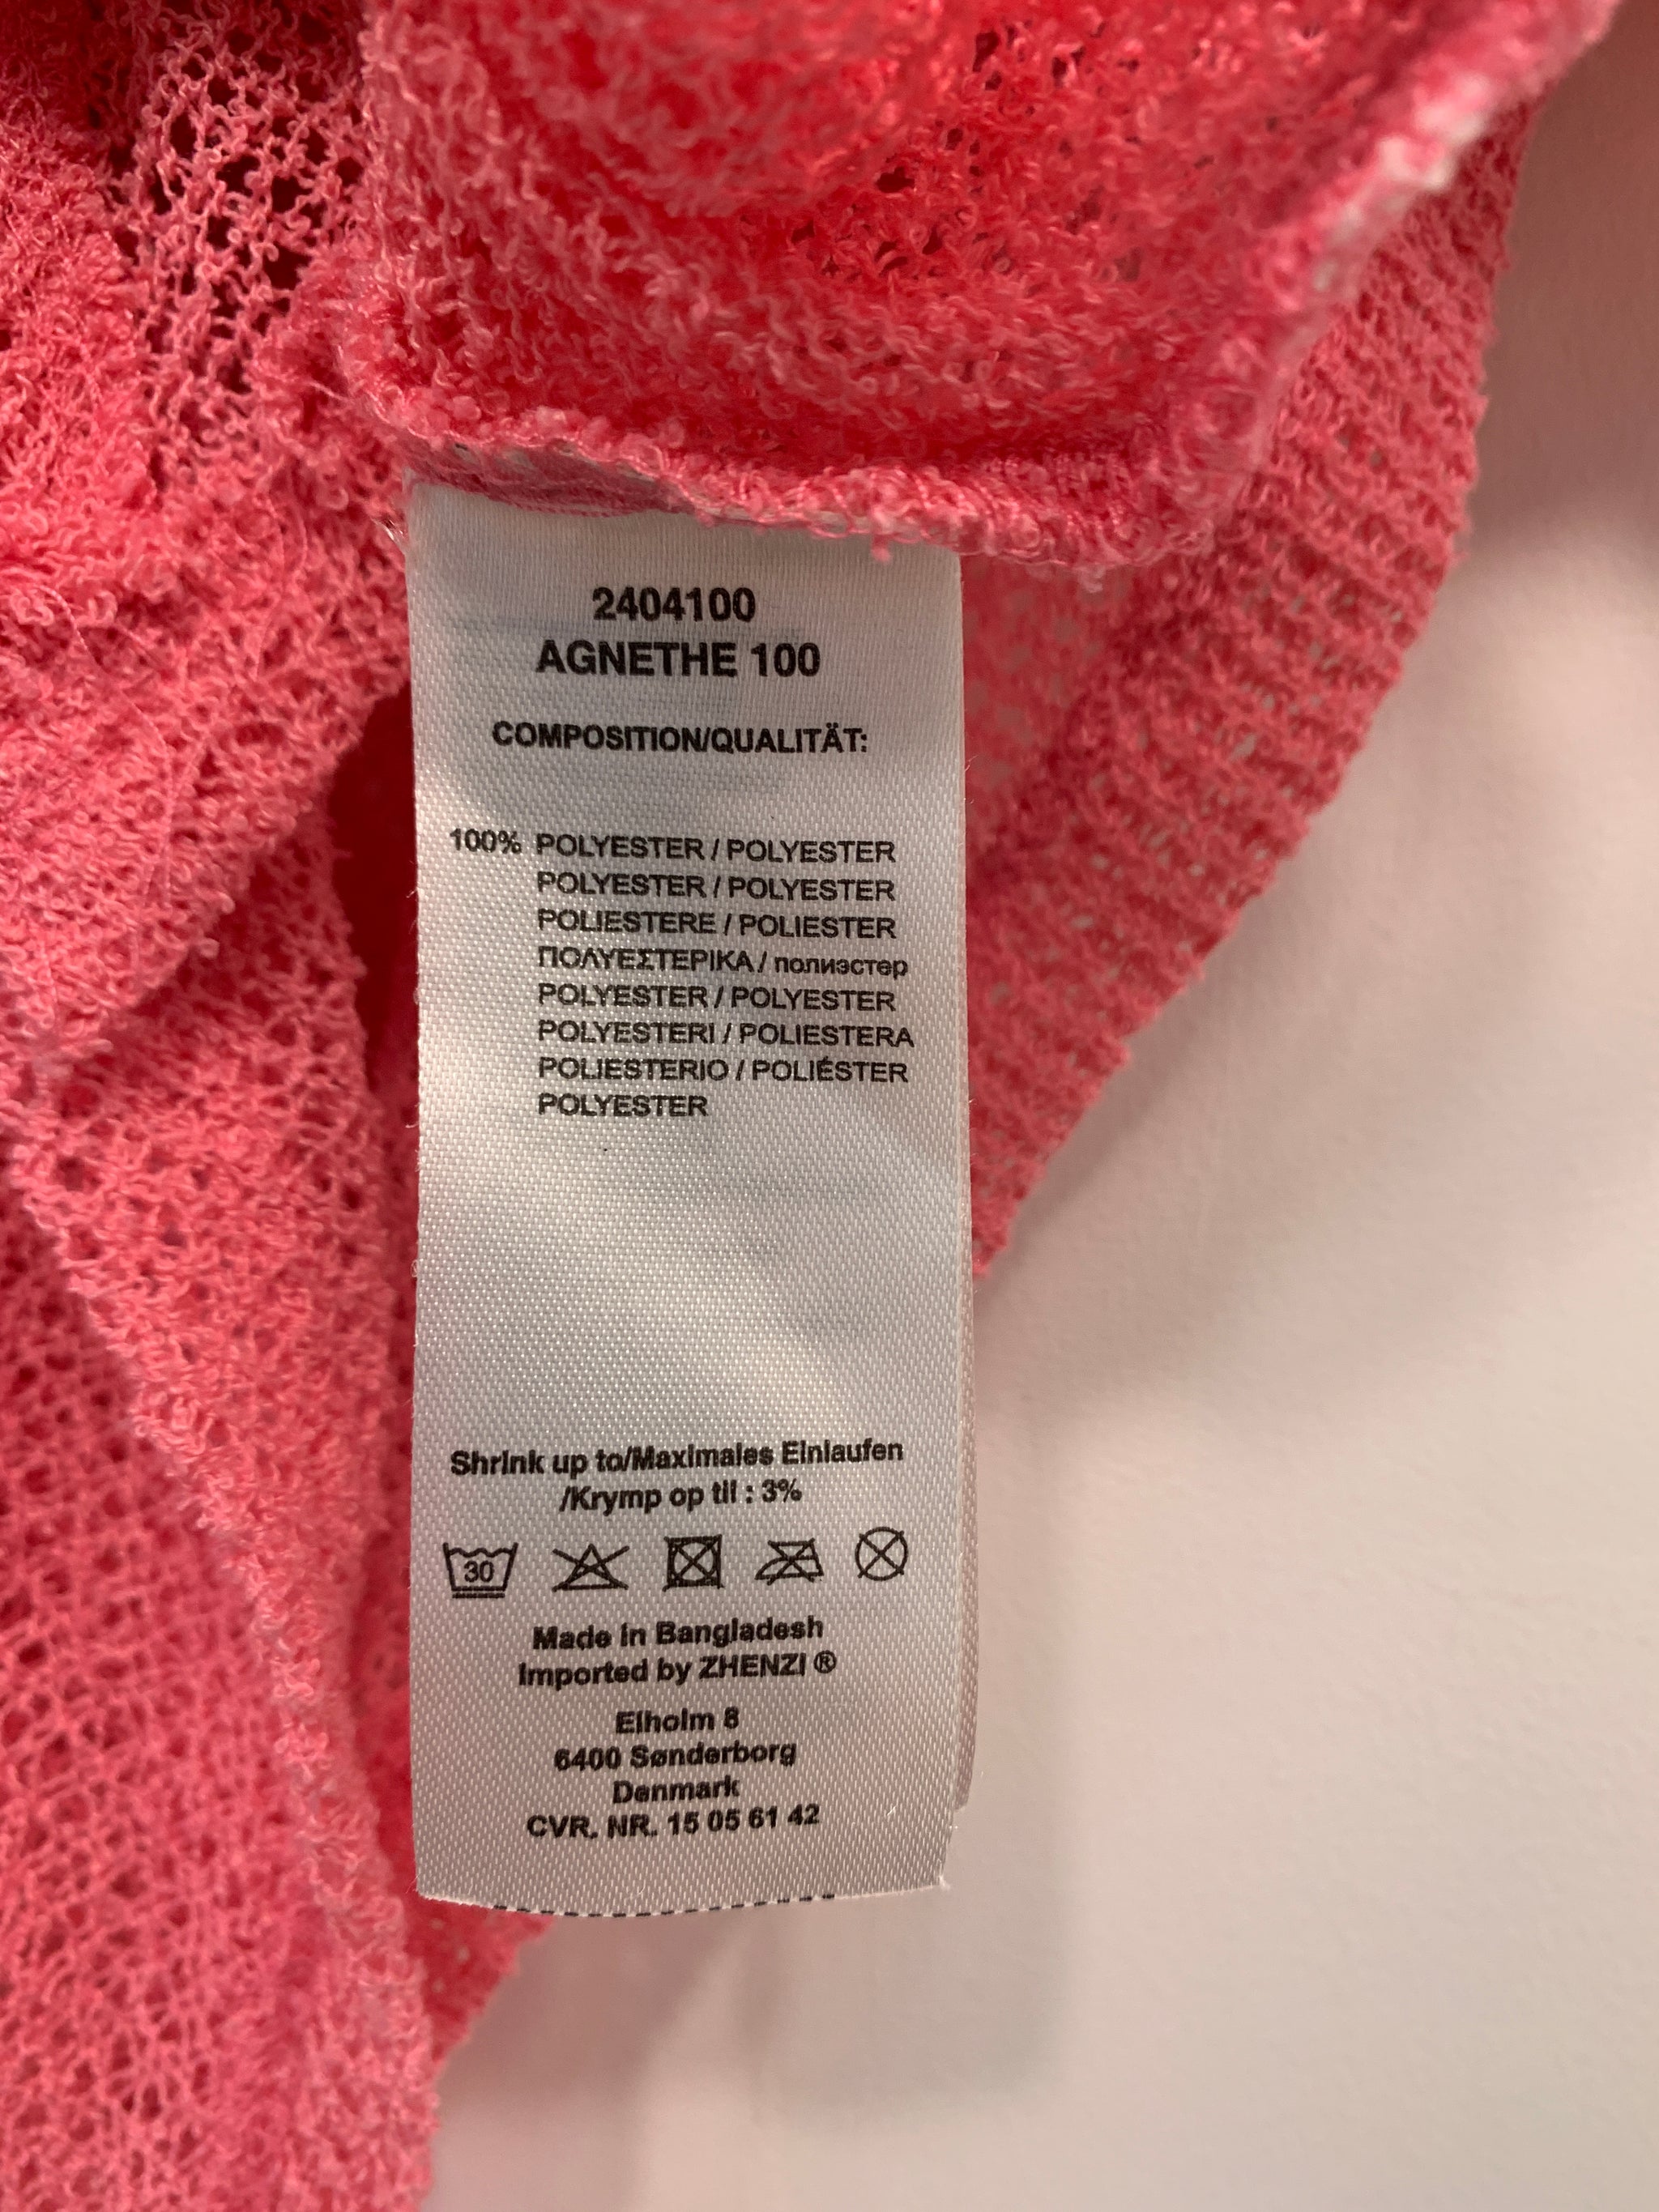 2404100
AGNETHE 100
COMPOSITION/QUALITÄT:
100% POLYESTER / POLYESTER
POLYESTER / POLYESTER
POLIESTERE / POLIESTER
ΠΟΛΥΕΣΤΕΡΙΚΑ / полиэстер
POLYESTER / POLYESTER
POLYESTERI / POLIESTERA
POLIESTERIO / POLIÉSTER
POLYESTER
Shrink up to/Maximales Einlaufen
/Krymp op til : 3%
30
Made in Bangladesh
Imported by ZHENZI ®
Elholm 8
6400 Sønderborg
Denmark
CVR. NR. 15 05 61 42